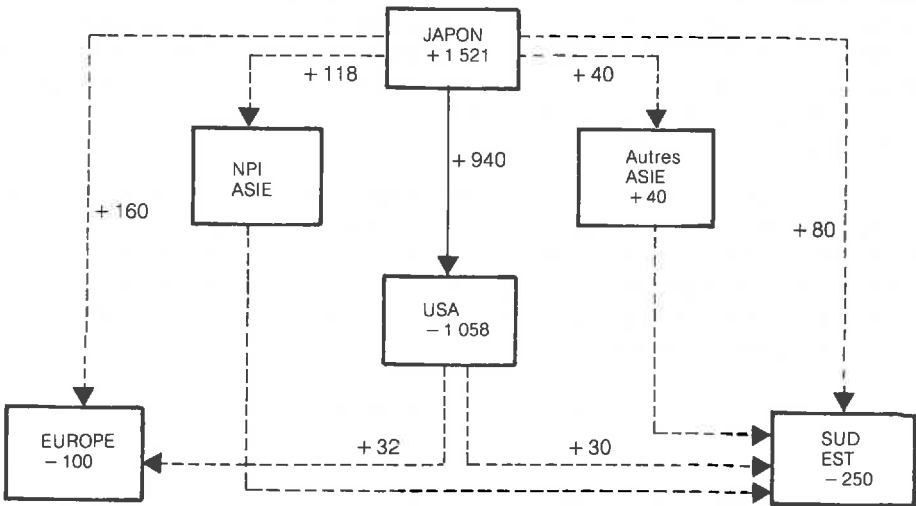 JAPON
+ 1 521
+ 118
+ 40
NPI
ASIE
+ 940
Autres
ASIE
+ 40
+ 160
+ 80
USA
− 1 058
EUROPE
− 100
+ 32
+ 30
SUD
EST
− 250